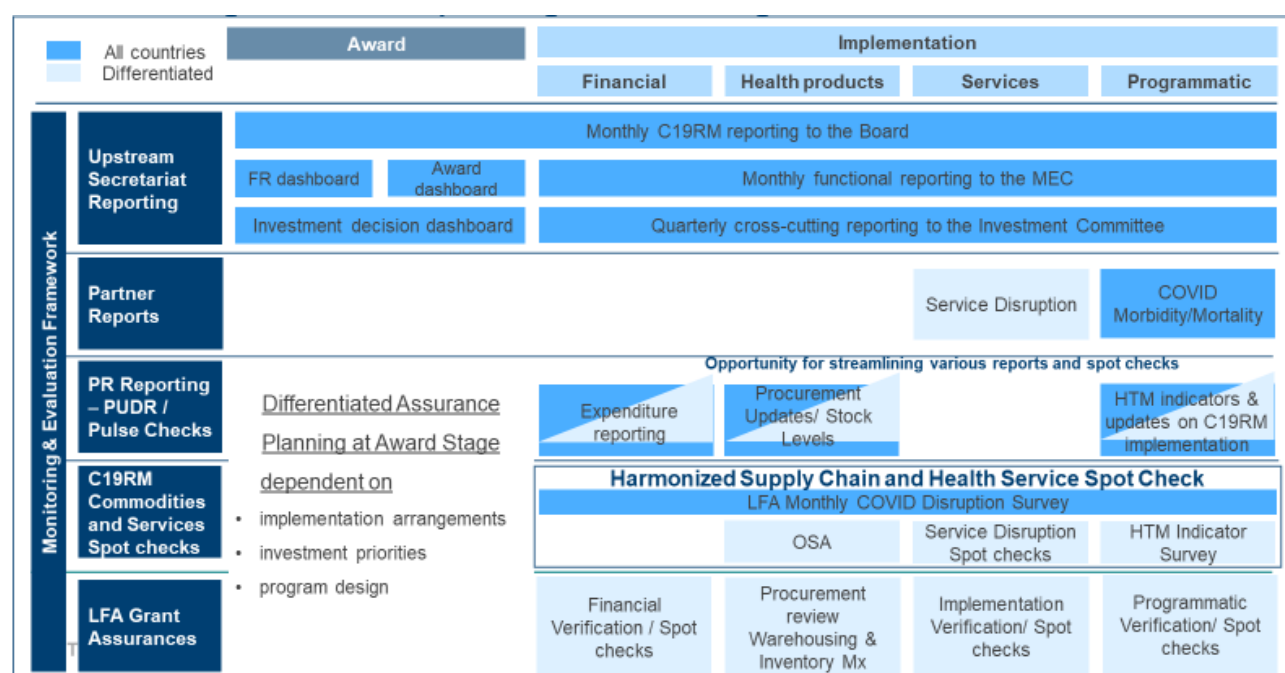 All countries
Differentiated
Award
Implementation
Financial
Health products
Services
Programmatic
Monitoring & Evaluation Framework
Upstream
Secretariat
Reporting
Monthly C19RM reporting to the Board
FR dashboard
Award
dashboard
Monthly functional reporting to the MEC
Investment decision dashboard
Quarterly cross-cutting reporting to the Investment Committee
Partner
Reports
Service Disruption
COVID
Morbidity/Mortality
Opportunity for streamlining various reports and spot checks
PR Reporting
– PUDR /
Pulse Checks
Differentiated Assurance
Planning at Award Stage
dependent on
• implementation arrangements
• investment priorities
• program design
Expenditure
reporting
Procurement
Updates/ Stock
Levels
HTM indicators &
updates on C19RM
implementation
C19RM
Commodities
and Services
Spot checks
Harmonized Supply Chain and Health Service Spot Check
LFA Monthly COVID Disruption Survey
OSA
Service Disruption
Spot checks
HTM Indicator
Survey
LFA Grant
Assurances
Financial
Verification / Spot
checks
Procurement
review
Warehousing &
Inventory Mx
Implementation
Verification/ Spot
checks
Programmatic
Verification/ Spot
checks